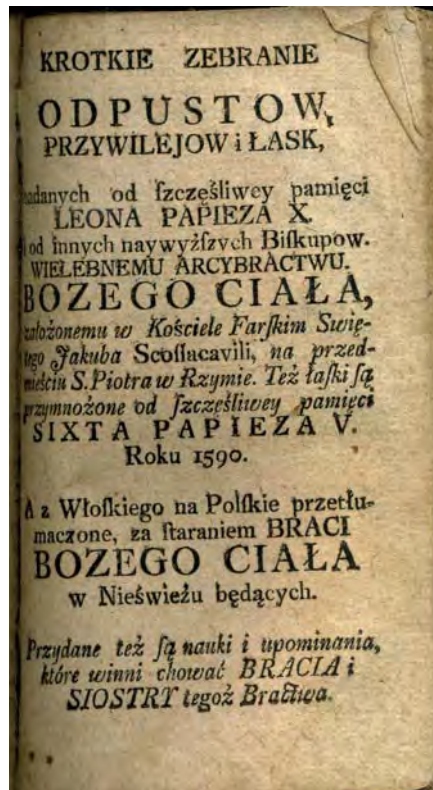 KROTKIE ZEBRANIE
ODPUSTOW,
PRZYWILEJOW i ŁASK,
nadanych od ſzczęśliwey pamięci
LEONA PAPIEZA X.
i od innych naywyżſzych Biſkupow.
WIELEBNEMU ARCYBRACTWU.
BOZEGO CIAŁA,
założonemu w Kościele Farſkim Swię-
tego Jakuba Scoſſacavili, na przed-
mieściu S. Piotra w Rzymie. Też łaſki ſą
przymnożone od ſzczęśliwey pamięci
SIXTA PAPIEZA V.
Roku 1590.
A z Włoſkiego na Polſkie przetłu-
maczone, za ſtaraniem BRACI
BOZEGO CIAŁA
w Nieświeżu będących.
Przydane też ſą nauki i upominania,
które winni chować BRACIA i
SIOSTRY tegoż Bractwa.